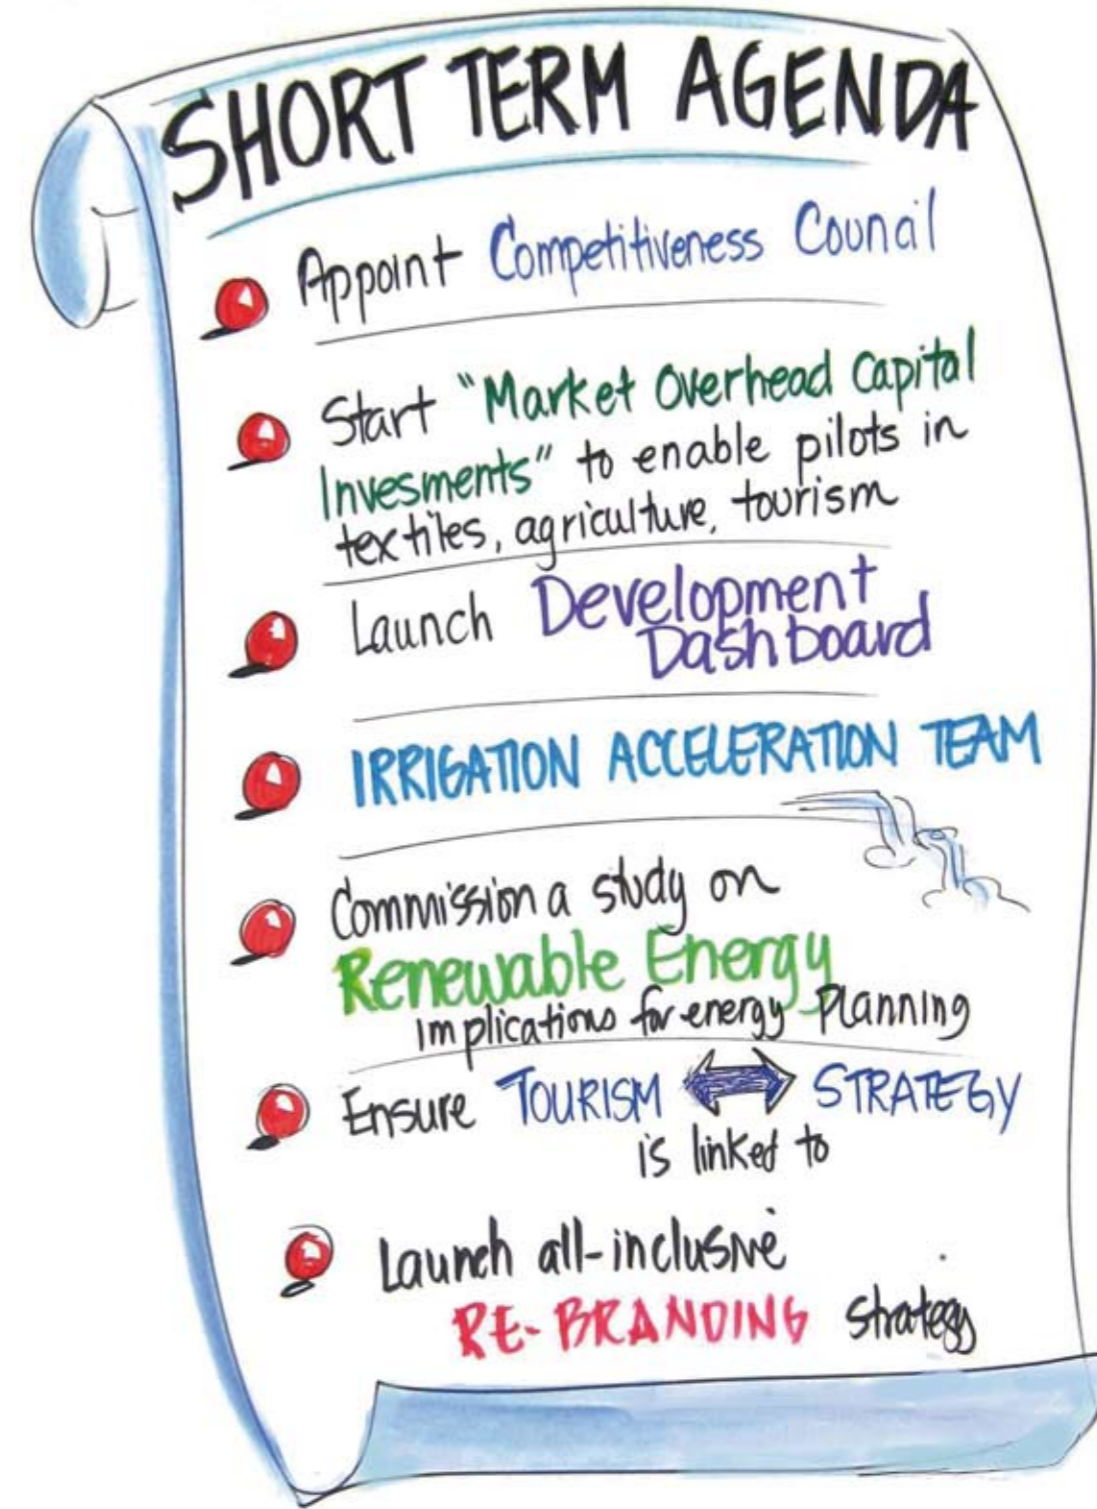 SHORT TERM AGENDA
Appoint Competitiveness Council
Start "Market Overhead Capital
Invesments" to enable pilots in
textiles, agriculture, tourism
Launch Development
Dashboard
IRRIGATION ACCELERATION TEAM
Commission a study on
Renewable Energy
implications for energy Planning
Ensure TOURISM ⟷ STRATEGY
is linked to
Launch all-inclusive
RE-BRANDING strategy